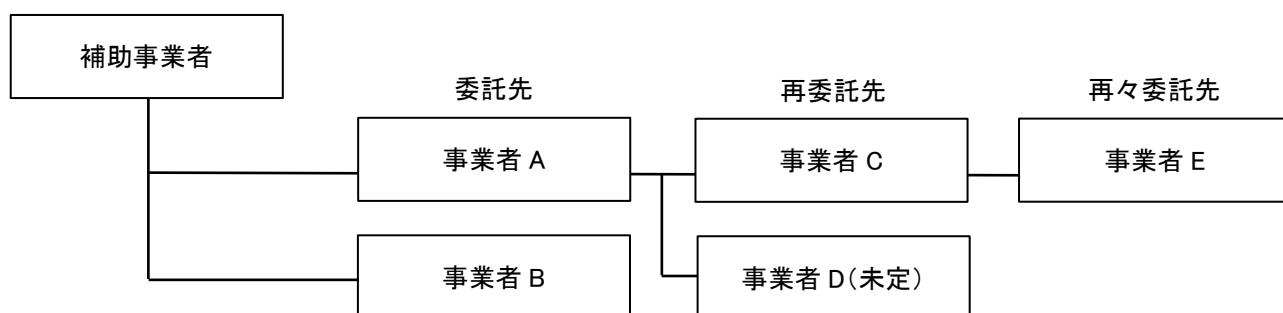 補助事業者
委託先
再委託先
再々委託先
事業者 A
事業者 C
事業者 E
事業者 B
事業者 D(未定)